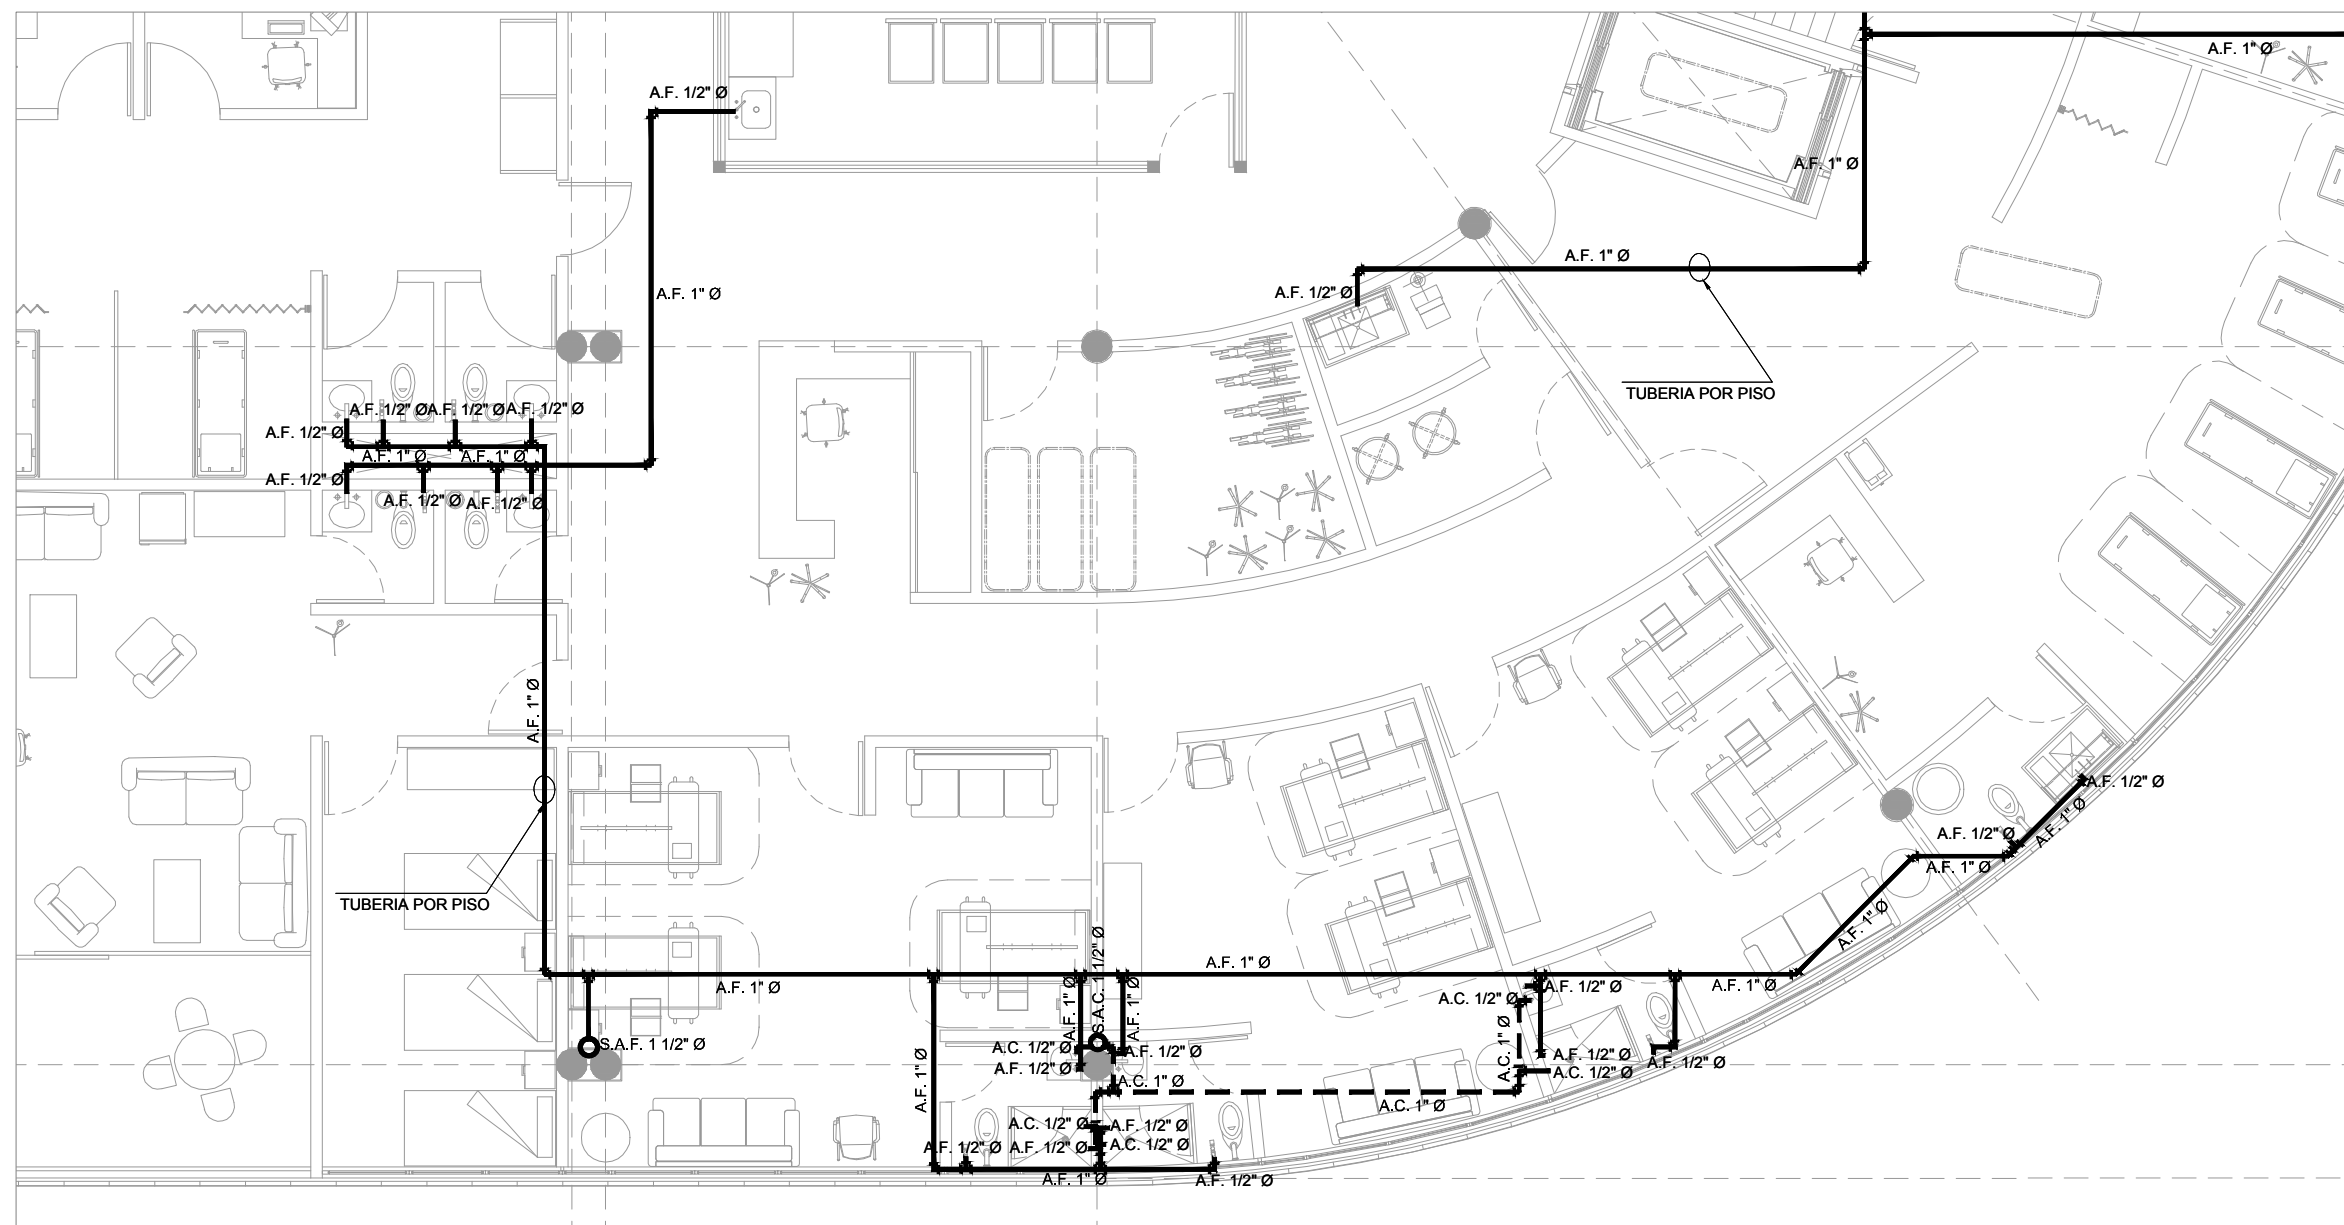 A.F. 1" Ø
A.F. 1/2" Ø
A.F. 1" Ø
A.F. 1" Ø
A.F. 1" Ø
A.F. 1/2" Ø
TUBERIA POR PISO
A.F. 1/2" Ø
A.F. 1/2" Ø
A.F. 1/2" Ø
A.F. 1/2" Ø
A.F. 1" Ø
A.F. 1" Ø
A.F. 1/2" Ø
A.F. 1/2" Ø
A.F. 1/2" Ø
A.F. 1" Ø
TUBERIA POR PISO
A.F. 1/2" Ø
A.F. 1" Ø
A.F. 1/2" Ø
A.F. 1" Ø
A.F. 1" Ø
A.F. 1" Ø
A.F. 1" Ø
A.F. 1" Ø
A.F. 1/2" Ø
A.C. 1/2" Ø
A.F. 1" Ø
S.A.C. 1 1/2" Ø
A.F. 1" Ø
S.A.F. 1 1/2" Ø
A.C. 1/2" Ø
A.F. 1/2" Ø
A.F. 1/2" Ø
A.C. 1" Ø
A.C. 1" Ø
A.F. 1/2" Ø
A.C. 1/2" Ø
A.F. 1/2" Ø
A.C. 1" Ø
A.F. 1" Ø
A.C. 1/2" Ø
A.F. 1/2" Ø
A.C. 1/2" Ø
A.F. 1/2" Ø
A.F. 1/2" Ø
A.F. 1" Ø
A.F. 1/2" Ø